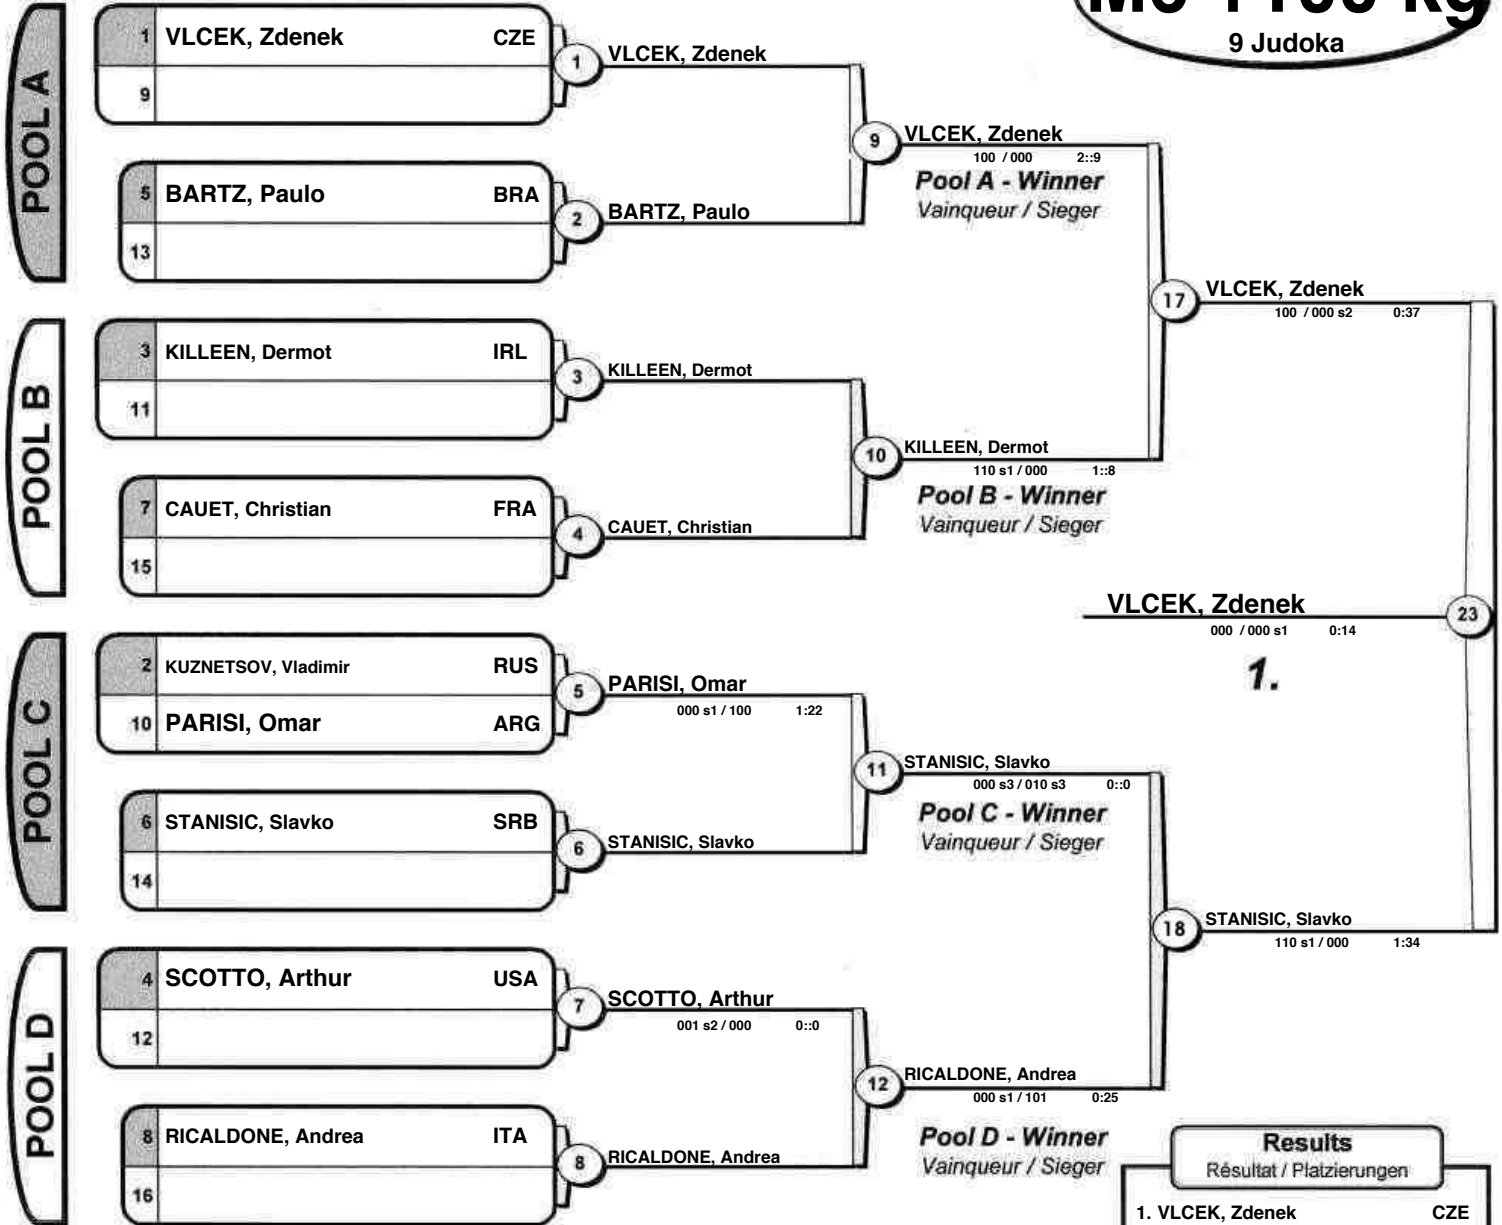 9 Judoka
POOL A
1 VLCEK, Zdenek CZE
9
5 BARTZ, Paulo BRA
13
1 VLCEK, Zdenek
2 BARTZ, Paulo
9 VLCEK, Zdenek
100 / 000 2::9
Pool A - Winner
Vainqueur / Sieger
POOL B
3 KILLEEN, Dermot IRL
11
7 CAUET, Christian FRA
15
3 KILLEEN, Dermot
4 CAUET, Christian
10 KILLEEN, Dermot
110 s1 / 000 1::8
Pool B - Winner
Vainqueur / Sieger
17 VLCEK, Zdenek
100 / 000 s2 0:37
VLCEK, Zdenek 23
000 / 000 s1 0:14
1.
POOL C
2 KUZNETSOV, Vladimir RUS
10 PARISI, Omar ARG
6 STANISIC, Slavko SRB
14
5 PARISI, Omar
000 s1 / 100 1:22
6 STANISIC, Slavko
11 STANISIC, Slavko
000 s3 / 010 s3 0::0
Pool C - Winner
Vainqueur / Sieger
18 STANISIC, Slavko
110 s1 / 000 1:34
POOL D
4 SCOTTO, Arthur USA
12
8 RICALDONE, Andrea ITA
16
7 SCOTTO, Arthur
001 s2 / 000 0::0
8 RICALDONE, Andrea
12 RICALDONE, Andrea
000 s1 / 101 0:25
Pool D - Winner
Vainqueur / Sieger
Results
Résultat / Platzierungen
1. VLCEK, Zdenek CZE